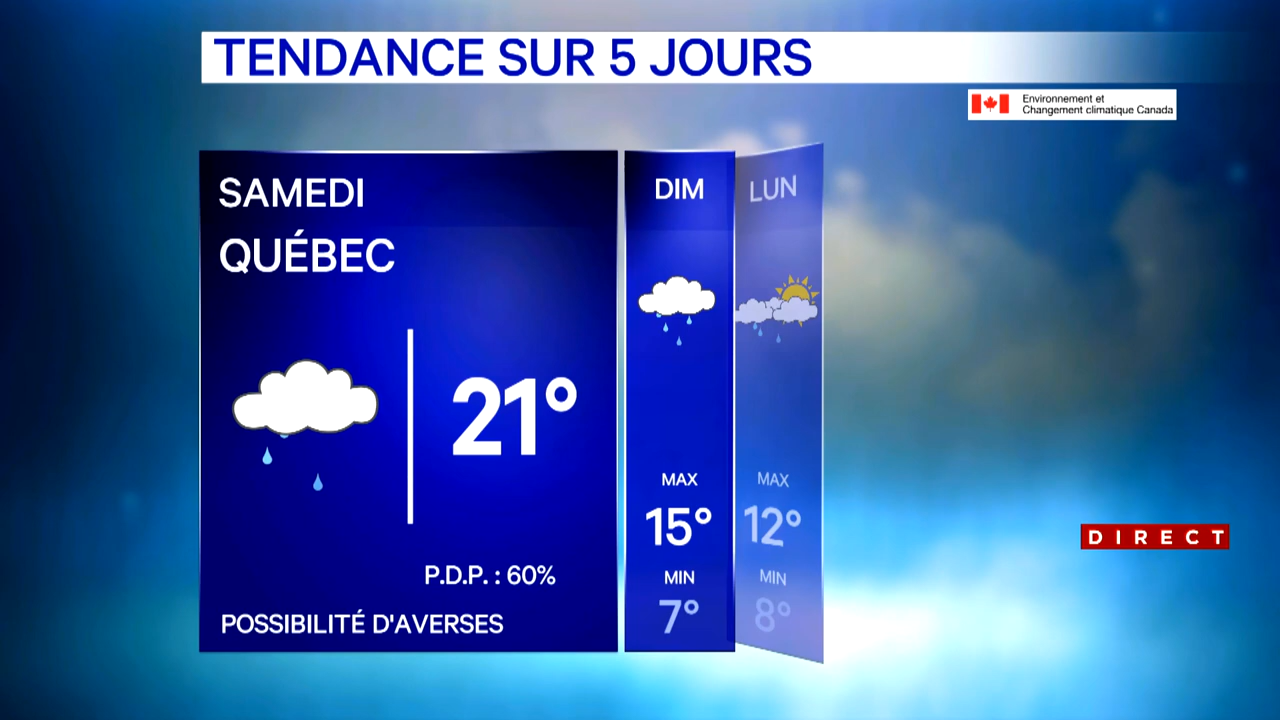 TENDANCE SUR 5 JOURS
Environnement et
Changement climatique Canada
SAMEDI
QUÉBEC
21°
P.D.P. : 60%
POSSIBILITÉ D'AVERSES
DIM
MAX
15°
MIN
7°
LUN
MAX
12°
MIN
8°
DIRECT